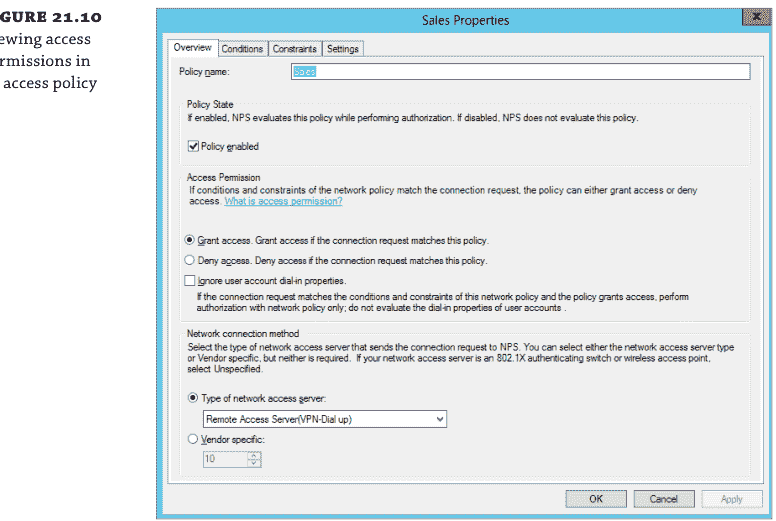 GURE 21.10
ewing access
rmissions in
access policy
Sales Properties
Overview Conditions Constraints Settings
Policy name: Sales
Policy State
If enabled, NPS evaluates this policy while performing authorization. If disabled, NPS does not evaluate this policy.
Policy enabled
Access Permission
If conditions and constraints of the network policy match the connection request, the policy can either grant access or deny
access. What is access permission?
Grant access. Grant access if the connection request matches this policy.
Deny access. Deny access if the connection request matches this policy.
Ignore user account dial-in properties.
If the connection request matches the conditions and constraints of this network policy and the policy grants access, perform
authorization with network policy only; do not evaluate the dial-in properties of user accounts .
Network connection method
Select the type of network access server that sends the connection request to NPS. You can select either the network access server type
or Vendor specific, but neither is required. If your network access server is an 802.1X authenticating switch or wireless access point,
select Unspecified.
Type of network access server:
Remote Access Server(VPN-Dial up)
Vendor specific:
10
OK Cancel Apply